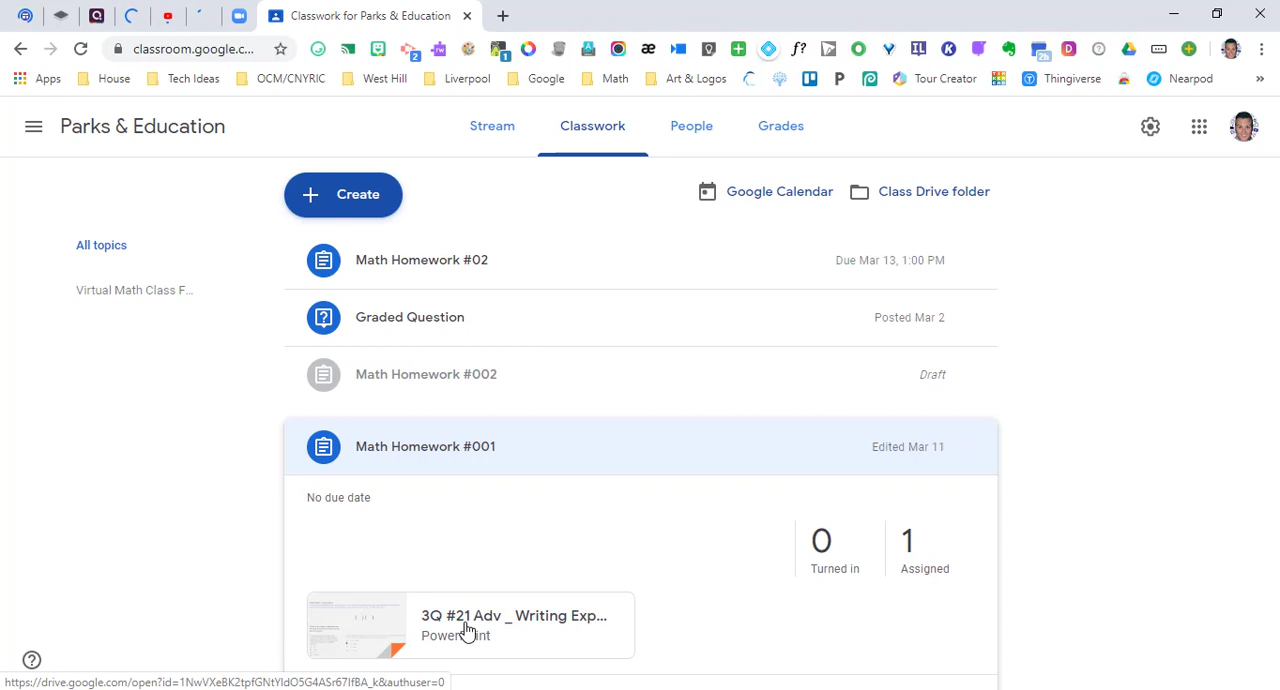 Classwork for Parks & Education
classroom.google.c...
Apps House Tech Ideas OCM/CNYRIC West Hill Liverpool Google Math Art & Logos Tour Creator Thingiverse Nearpod »
Parks & Education
Stream Classwork People Grades
+ Create
Google Calendar Class Drive folder
All topics
Virtual Math Class F...
Math Homework #02 Due Mar 13, 1:00 PM
Graded Question Posted Mar 2
Math Homework #002 Draft
Math Homework #001 Edited Mar 11
No due date
0 1
Turned in Assigned
3Q #21 Adv _ Writing Exp...
PowerPoint
https://drive.google.com/open?id=1NwVXeBK2tpfGNtYIdO5G4ASr67IfBA_k&authuser=0